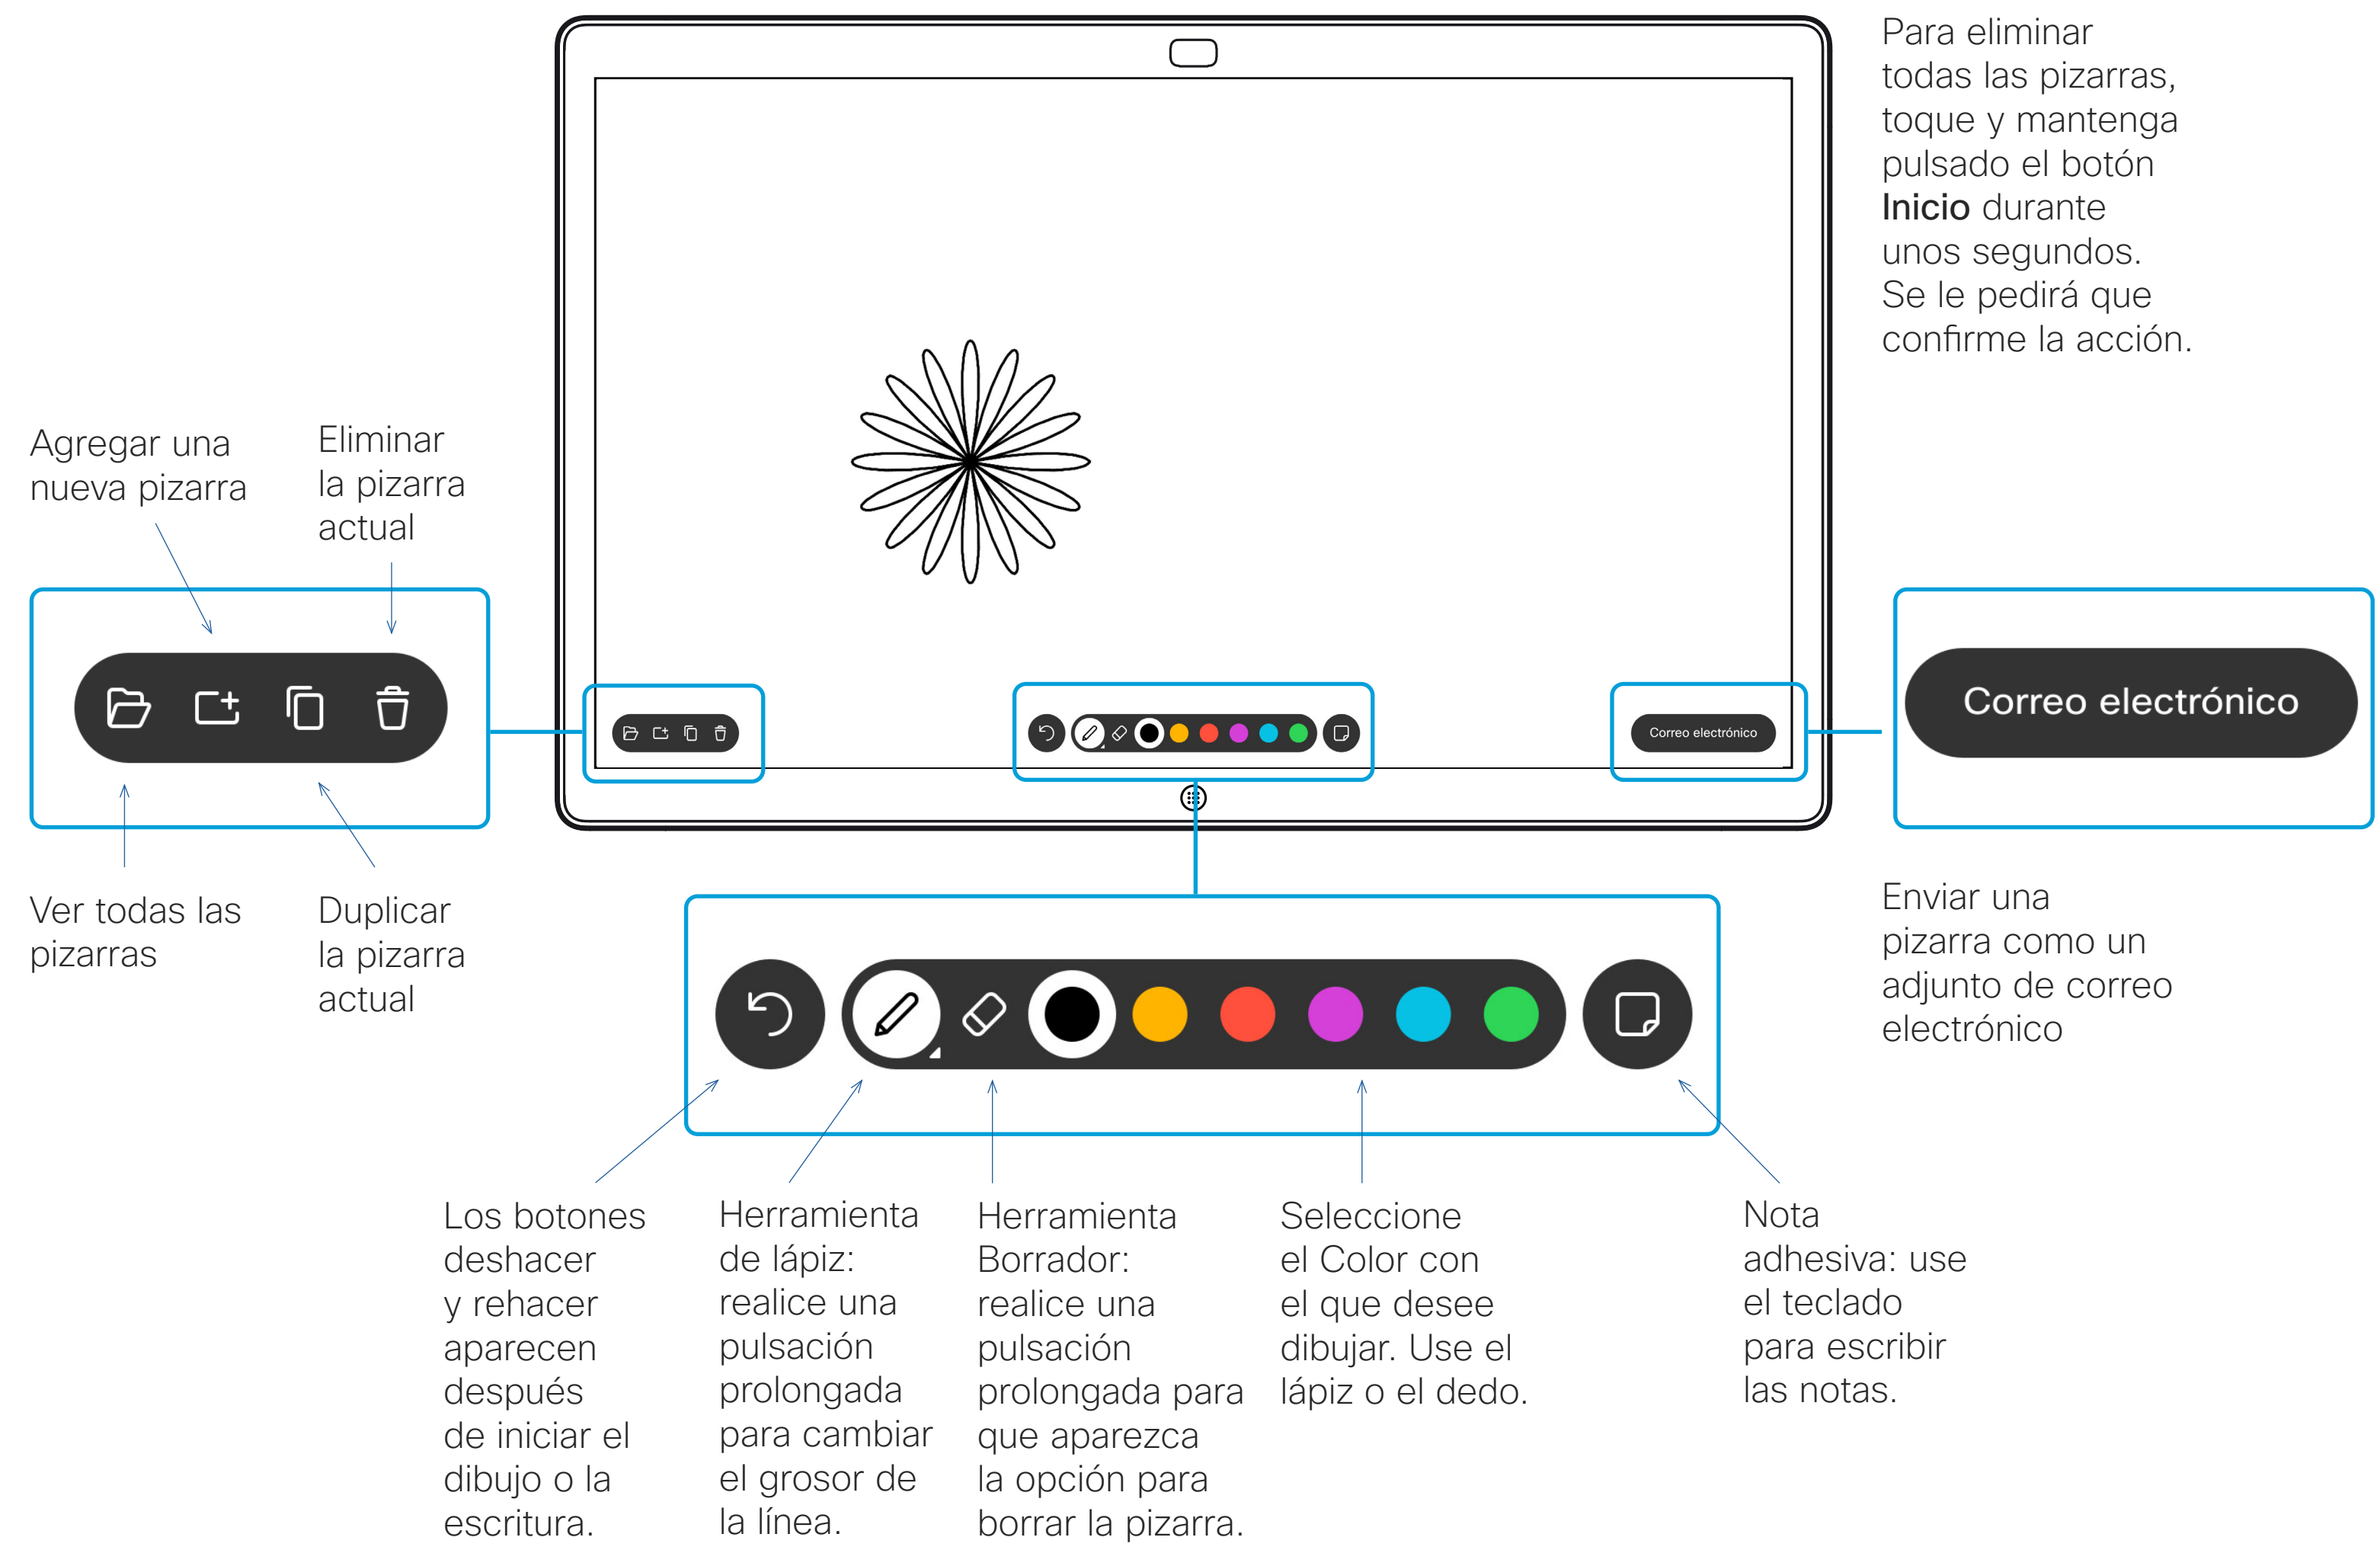 Para eliminar
todas las pizarras,
toque y mantenga
pulsado el botón
Inicio durante
unos segundos.
Se le pedirá que
confirme la acción.
Agregar una
nueva pizarra
Eliminar
la pizarra
actual
Correo electrónico
Correo electrónico
Ver todas las
pizarras
Duplicar
la pizarra
actual
Enviar una
pizarra como un
adjunto de correo
electrónico
Los botones
deshacer
y rehacer
aparecen
después
de iniciar el
dibujo o la
escritura.
Herramienta
de lápiz:
realice una
pulsación
prolongada
para cambiar
el grosor de
la línea.
Herramienta
Borrador:
realice una
pulsación
prolongada para
que aparezca
la opción para
borrar la pizarra.
Seleccione
el Color con
el que desee
dibujar. Use el
lápiz o el dedo.
Nota
adhesiva: use
el teclado
para escribir
las notas.